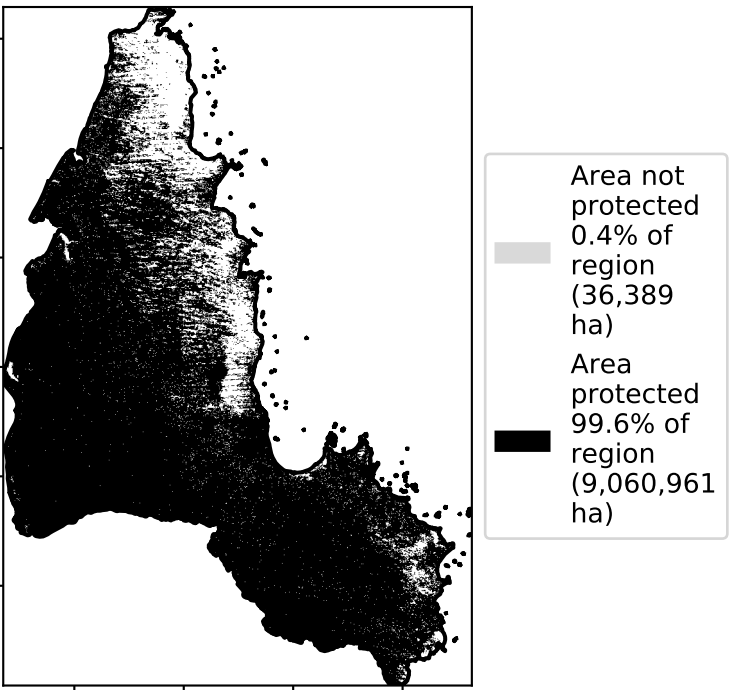 Area not
protected
0.4% of
region
(36,389
ha)
Area
protected
99.6% of
region
(9,060,961
ha)